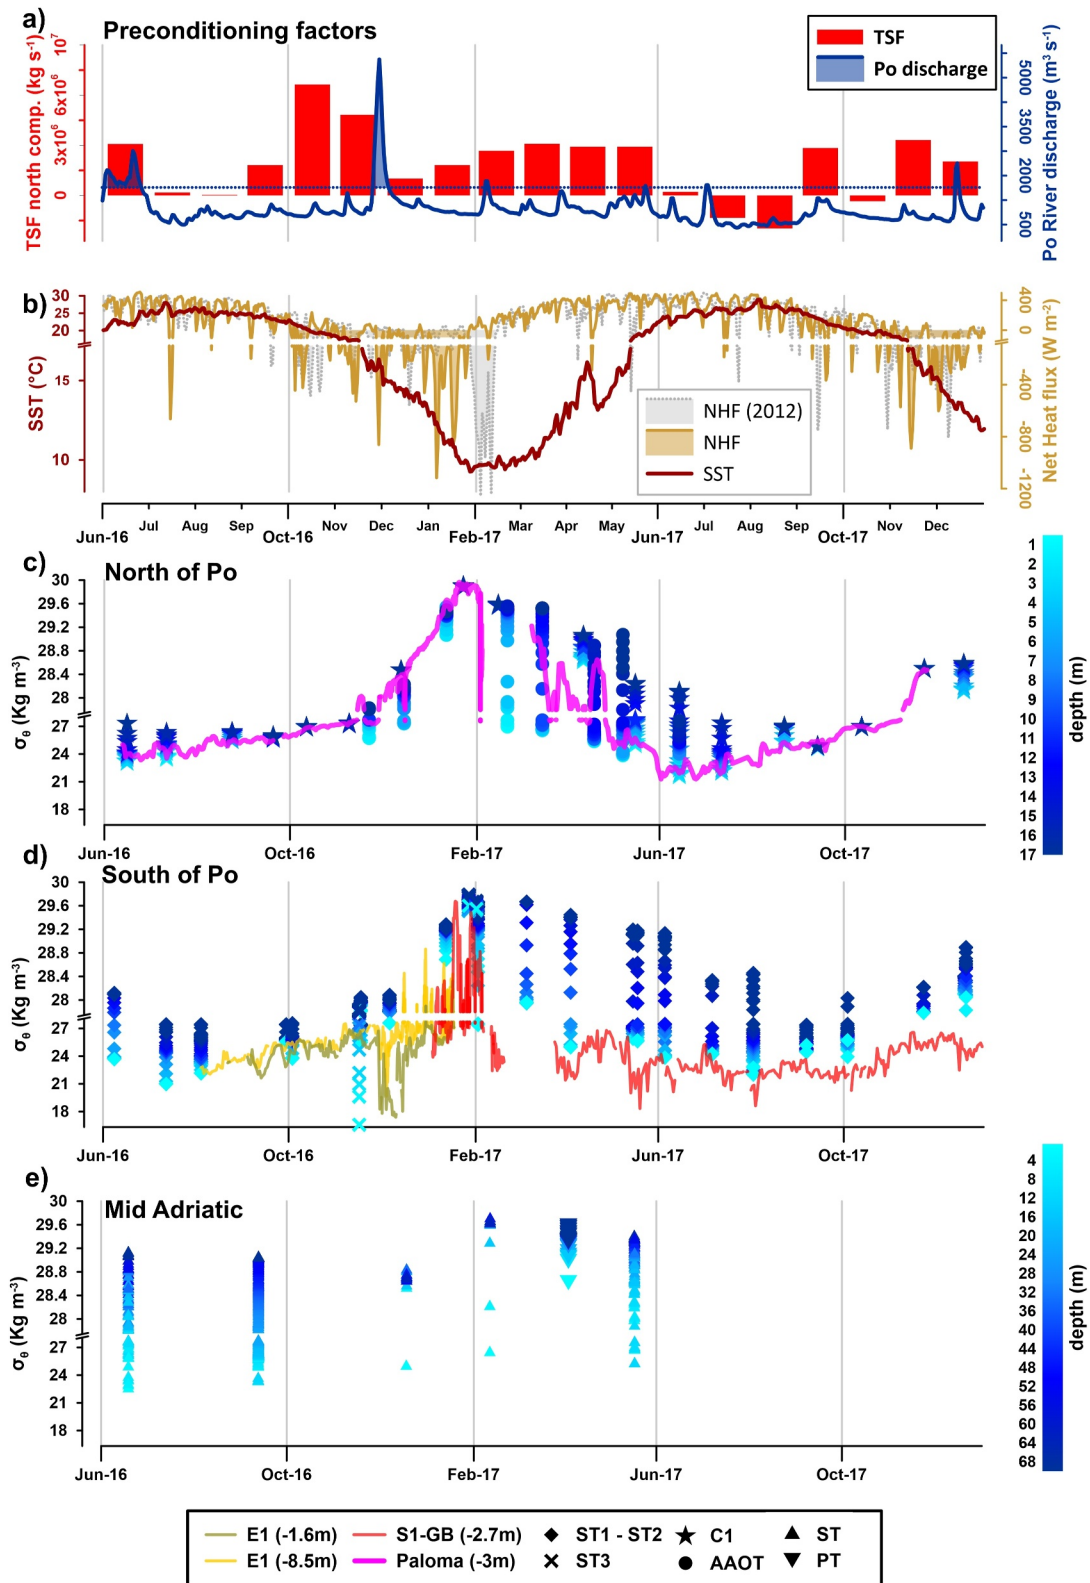 a)
Preconditioning factors
TSF
Po discharge
TSF north comp. (kg s⁻¹)
10⁷
6x10⁶
3x10⁶
0
Po River discharge (m³ s⁻¹)
5000
3500
2000
500
b)
SST (°C)
30
25
20
15
10
Net Heat flux (W m⁻²)
400
0
-400
-800
-1200
NHF (2012)
NHF
SST
Jul Aug Sep Nov Dec Jan Mar Apr May Jul Aug Sep Nov Dec
Jun-16 Oct-16 Feb-17 Jun-17 Oct-17
c)
North of Po
σθ (Kg m⁻³)
30
29.6
29.2
28.8
28.4
28
27
24
21
18
Jun-16 Oct-16 Feb-17 Jun-17 Oct-17
depth (m)
1
2
3
4
5
6
7
8
9
10
11
12
13
14
15
16
17
d)
South of Po
σθ (Kg m⁻³)
30
29.6
29.2
28.8
28.4
28
27
24
21
18
Jun-16 Oct-16 Feb-17 Jun-17 Oct-17
e)
Mid Adriatic
σθ (Kg m⁻³)
30
29.6
29.2
28.8
28.4
28
27
24
21
18
Jun-16 Oct-16 Feb-17 Jun-17 Oct-17
depth (m)
4
8
12
16
20
24
28
32
36
40
44
48
52
56
60
64
68
E1 (-1.6m) S1-GB (-2.7m) ST1 - ST2 C1 ST
E1 (-8.5m) Paloma (-3m) ST3 AAOT PT